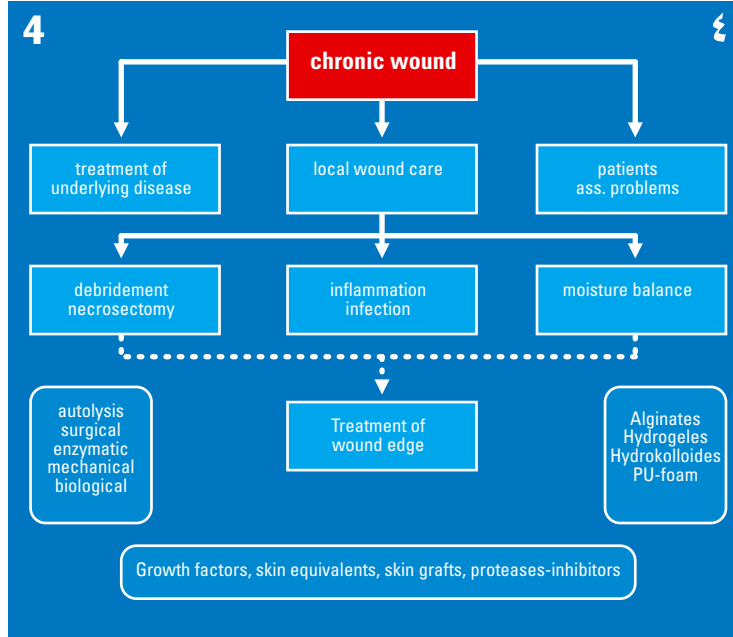 4
٤
chronic wound
treatment of
underlying disease
local wound care
patients
ass. problems
debridement
necrosectomy
inflammation
infection
moisture balance
autolysis
surgical
enzymatic
mechanical
biological
Treatment of
wound edge
Alginates
Hydrogeles
Hydrokolloides
PU-foam
Growth factors, skin equivalents, skin grafts, proteases-inhibitors